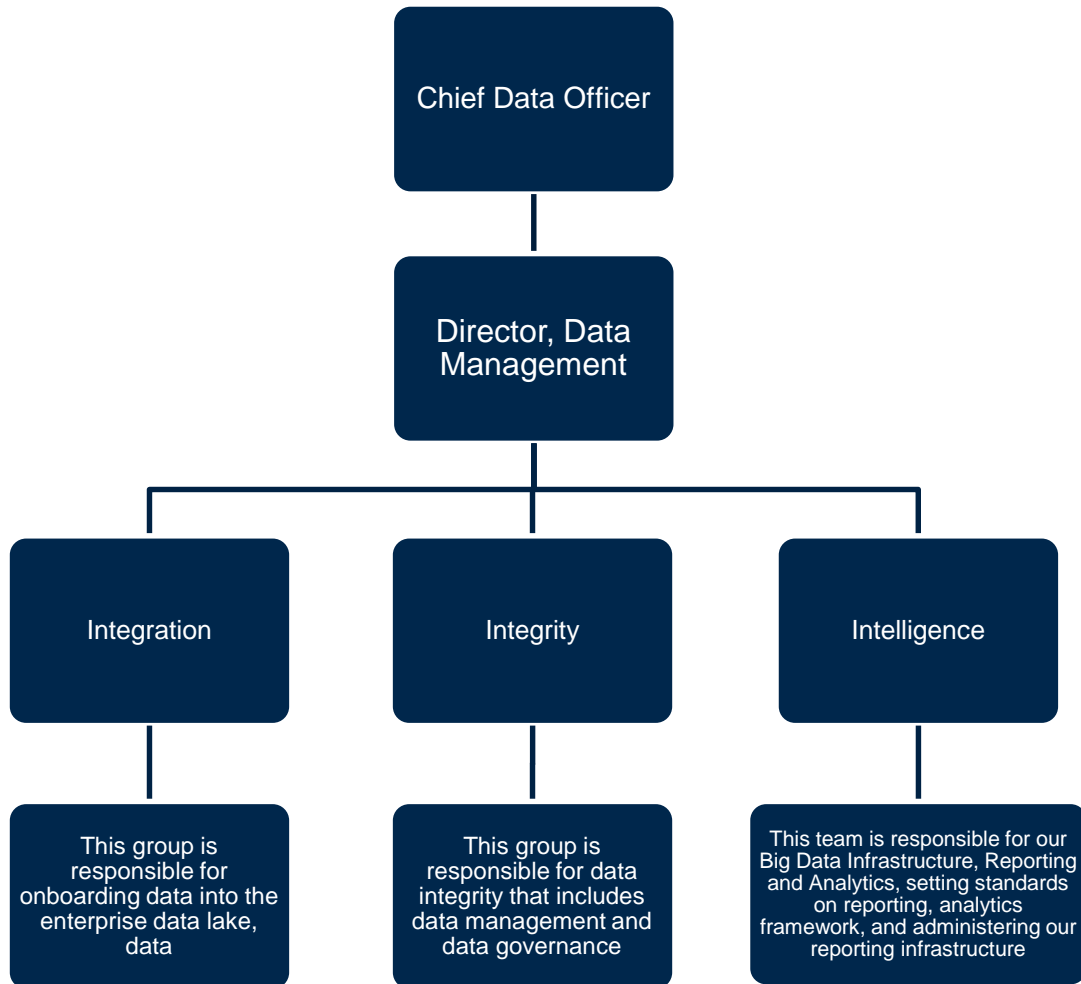 Chief Data Officer
Director, Data
Management
Integration
Integrity
Intelligence
This group is
responsible for
onboarding data into the
enterprise data lake,
data
This group is
responsible for data
integrity that includes
data management and
data governance
This team is responsible for our
Big Data Infrastructure, Reporting
and Analytics, setting standards
on reporting, analytics
framework, and administering our
reporting infrastructure